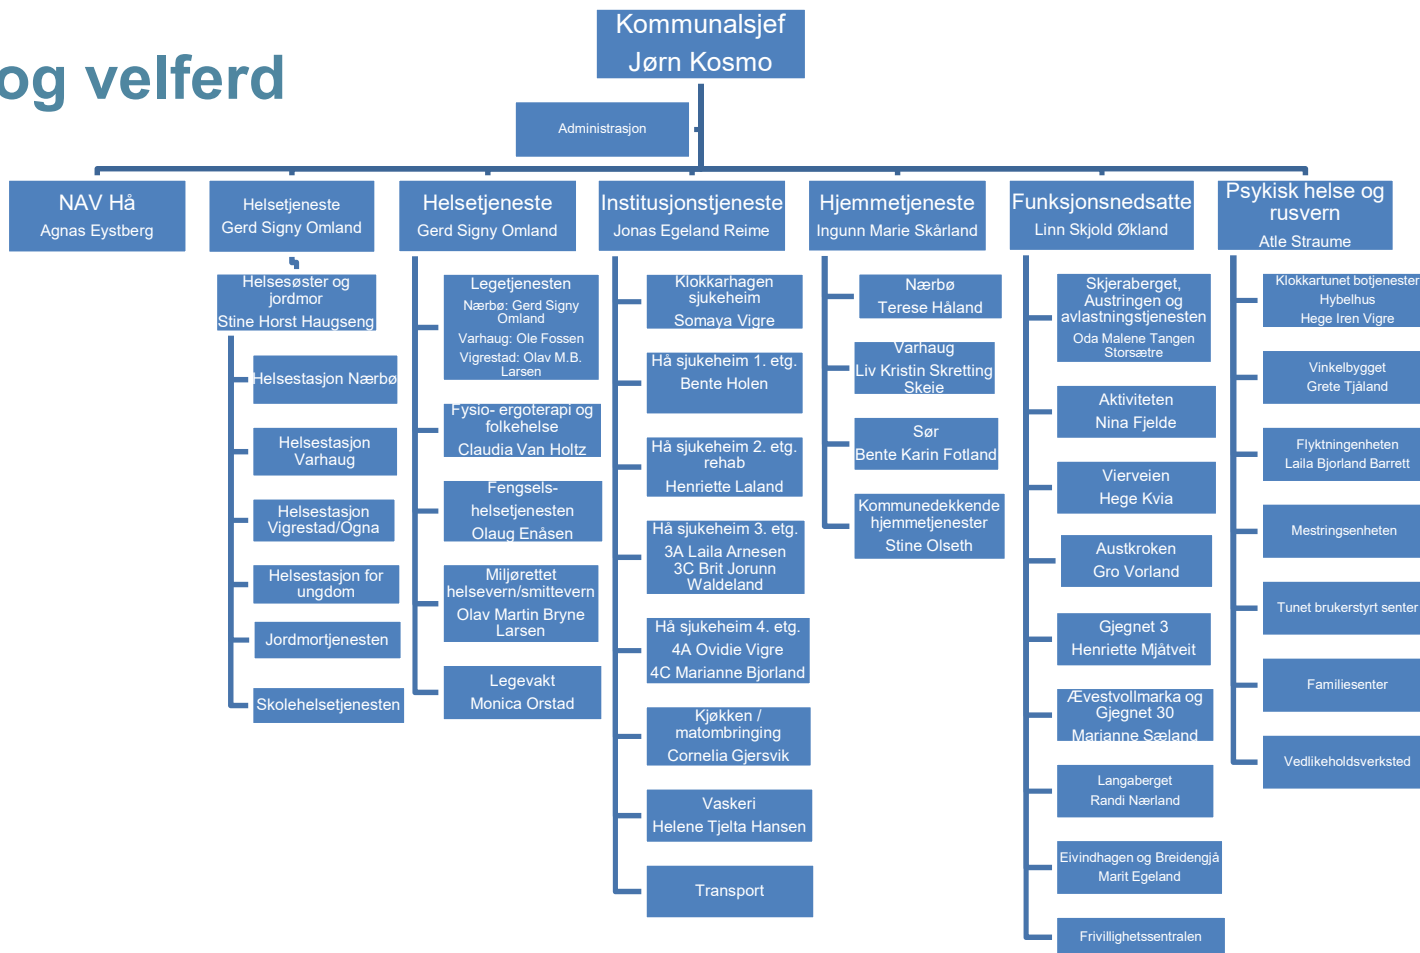 og velferd
Kommunalsjef
Jørn Kosmo
Administrasjon
NAV Hå
Agnas Eystberg
Helsetjeneste
Gerd Signy Omland
Helsesøster og
jordmor
Stine Horst Haugseng
Helsestasjon Nærbø
Helsestasjon
Varhaug
Helsestasjon
Vigrestad/Ogna
Helsestasjon for
ungdom
Jordmortjenesten
Skolehelsetjenesten
Helsetjeneste
Gerd Signy Omland
Legetjenesten
Nærbø: Gerd Signy
Omland
Varhaug: Ole Fossen
Vigrestad: Olav M.B.
Larsen
Fysio- ergoterapi og
folkehelse
Claudia Van Holtz
Fengsels-
helsetjenesten
Olaug Enåsen
Miljørettet
helsevern/smittevern
Olav Martin Bryne
Larsen
Legevakt
Monica Orstad
Institusjonstjeneste
Jonas Egeland Reime
Klokkarhagen
sjukeheim
Somaya Vigre
Hå sjukeheim 1. etg.
Bente Holen
Hå sjukeheim 2. etg.
rehab
Henriette Laland
Hå sjukeheim 3. etg.
3A Laila Arnesen
3C Brit Jorunn
Waldeland
Hå sjukeheim 4. etg.
4A Ovidie Vigre
4C Marianne Bjorland
Kjøkken /
matombringing
Cornelia Gjersvik
Vaskeri
Helene Tjelta Hansen
Transport
Hjemmetjeneste
Ingunn Marie Skårland
Nærbø
Terese Håland
Varhaug
Liv Kristin Skretting
Skeie
Sør
Bente Karin Fotland
Kommunedekkende
hjemmetjenester
Stine Olseth
Funksjonsnedsatte
Linn Skjold Økland
Skjeraberget,
Austringen og
avlastningstjenesten
Oda Malene Tangen
Storsætre
Aktiviteten
Nina Fjelde
Vierveien
Hege Kvia
Austkroken
Gro Vorland
Gjegnet 3
Henriette Mjåtveit
Ævestvollmarka og
Gjegnet 30
Marianne Sæland
Langaberget
Randi Nærland
Eivindhagen og Breidengjå
Marit Egeland
Frivillighetssentralen
Psykisk helse og
rusvern
Atle Straume
Klokkartunet botjenester
Hybelhus
Hege Iren Vigre
Vinkelbygget
Grete Tjåland
Flyktningenheten
Laila Bjorland Barrett
Mestringsenheten
Tunet brukerstyrt senter
Familiesenter
Vedlikeholdsverksted